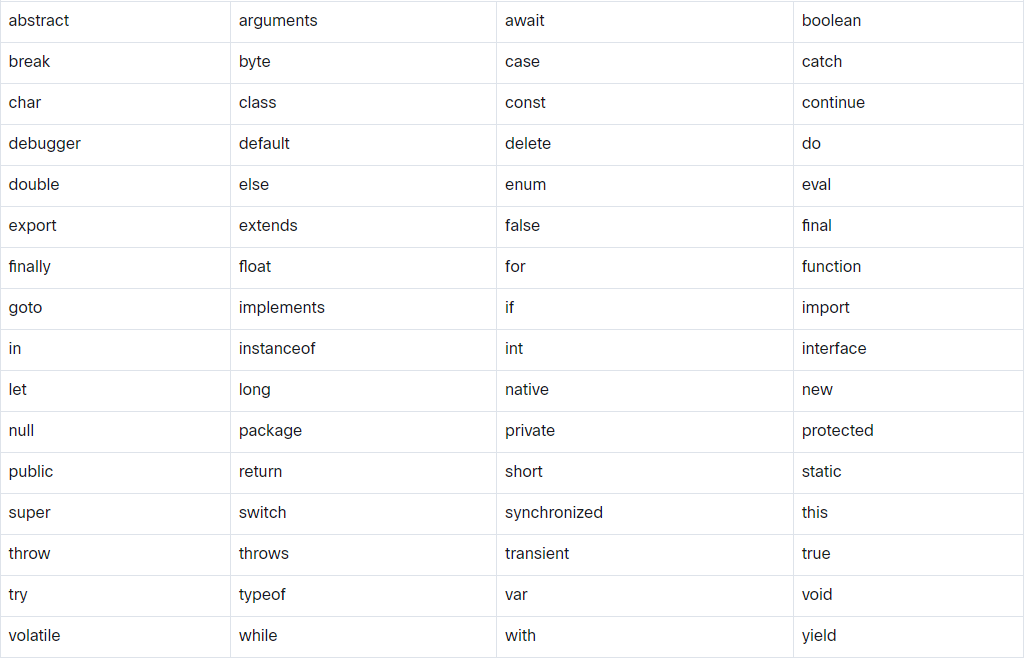 abstract arguments await boolean
break byte case catch
char class const continue
debugger default delete do
double else enum eval
export extends false final
finally float for function
goto implements if import
in instanceof int interface
let long native new
null package private protected
public return short static
super switch synchronized this
throw throws transient true
try typeof var void
volatile while with yield